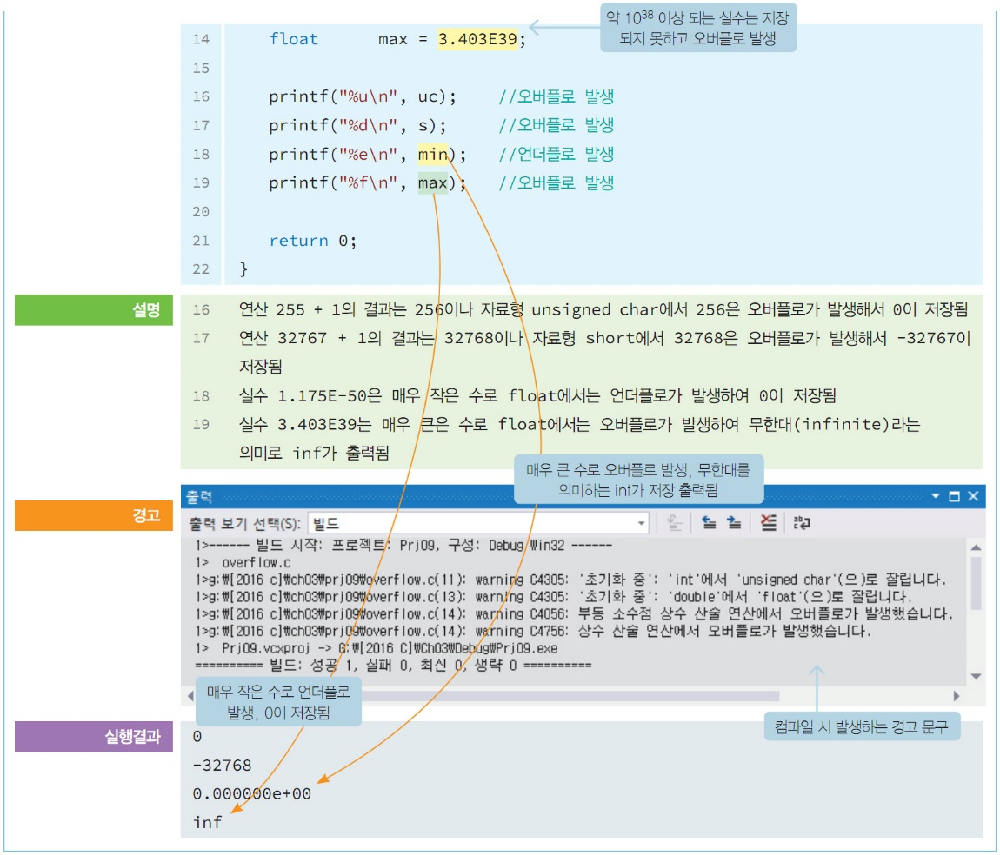 약 10³⁸ 이상 되는 실수는 저장
되지 못하고 오버플로 발생
14 float max = 3.403E39;
15
16 printf("%u\n", uc); //오버플로 발생
17 printf("%d\n", s); //오버플로 발생
18 printf("%e\n", min); //언더플로 발생
19 printf("%f\n", max); //오버플로 발생
20
21 return 0;
22 }
설명
16 연산 255 + 1의 결과는 256이나 자료형 unsigned char에서 256은 오버플로가 발생해서 0이 저장됨
17 연산 32767 + 1의 결과는 32768이나 자료형 short에서 32768은 오버플로가 발생해서 -32767이
저장됨
18 실수 1.175E-50은 매우 작은 수로 float에서는 언더플로가 발생하여 0이 저장됨
19 실수 3.403E39는 매우 큰은 수로 float에서는 오버플로가 발생하여 무한대(infinite)라는
의미로 inf가 출력됨
매우 큰 수로 오버플로 발생, 무한대를
의미하는 inf가 저장 출력됨
경고
출력
출력 보기 선택(S): 빌드
1>------ 빌드 시작: 프로젝트: Prj09, 구성: Debug Win32 ------
1> overflow.c
1>g:₩[2016 c]₩ch03₩prj09₩overflow.c(11): warning C4305: '초기화 중': 'int'에서 'unsigned char'(으)로 잘립니다.
1>g:₩[2016 c]₩ch03₩prj09₩overflow.c(13): warning C4305: '초기화 중': 'double'에서 'float'(으)로 잘립니다.
1>g:₩[2016 c]₩ch03₩prj09₩overflow.c(14): warning C4056: 부동 소수점 상수 산술 연산에서 오버플로가 발생했습니다.
1>g:₩[2016 c]₩ch03₩prj09₩overflow.c(14): warning C4756: 상수 산술 연산에서 오버플로가 발생했습니다.
1> Prj09.vcxproj -> G:₩[2016 C]₩Ch03₩Debug₩Prj09.exe
========== 빌드: 성공 1, 실패 0, 최신 0, 생략 0 ==========
매우 작은 수로 언더플로
발생, 0이 저장됨
컴파일 시 발생하는 경고 문구
실행결과
0
-32768
0.000000e+00
inf